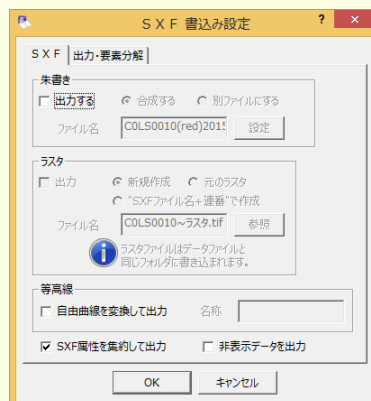 ＳＸＦ 書込み設定
? ×
ＳＸＦ 出力・要素分解
朱書き
出力する 合成する 別ファイルにする
ファイル名 C0LS0010(red)2015 設定
ラスタ
出力 新規作成 元のラスタ
"SXFファイル名+連番"で作成
ファイル名 C0LS0010~ラスタ.tif 参照
ラスタファイルはデータファイルと
同じフォルダに書き込まれます。
等高線
自由曲線を変換して出力 名称
SXF属性を集約して出力 非表示データを出力
OK キャンセル